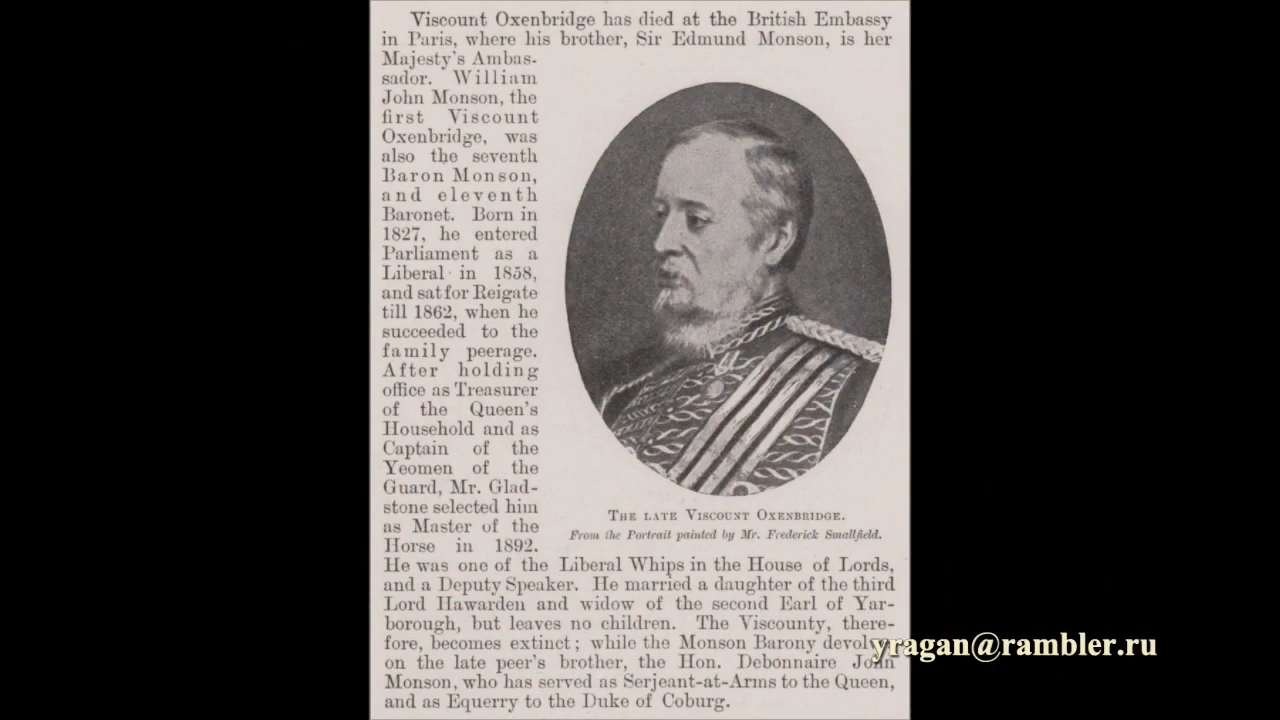 Viscount Oxenbridge has died at the British Embassy
in Paris, where his brother, Sir Edmund Monson, is her
Majesty's Ambas-
sador. William
John Monson, the
first Viscount
Oxenbridge, was
also the seventh
Baron Monson,
and eleventh
Baronet. Born in
1827, he entered
Parliament as a
Liberal in 1858,
and sat for Reigate
till 1862, when he
succeeded to the
family peerage.
After holding
office as Treasurer
of the Queen's
Household and as
Captain of the
Yeomen of the
Guard, Mr. Glad-
stone selected him
as Master of the
Horse in 1892.
THE LATE VISCOUNT OXENBRIDGE.
From the Portrait painted by Mr. Frederick Smallfield.
He was one of the Liberal Whips in the House of Lords,
and a Deputy Speaker. He married a daughter of the third
Lord Hawarden and widow of the second Earl of Yar-
borough, but leaves no children. The Viscounty, there-
fore, becomes extinct; while the Monson Barony devolves
on the late peer's brother, the Hon. Debonnaire John
Monson, who has served as Serjeant-at-Arms to the Queen,
and as Equerry to the Duke of Coburg.
yragan@rambler.ru